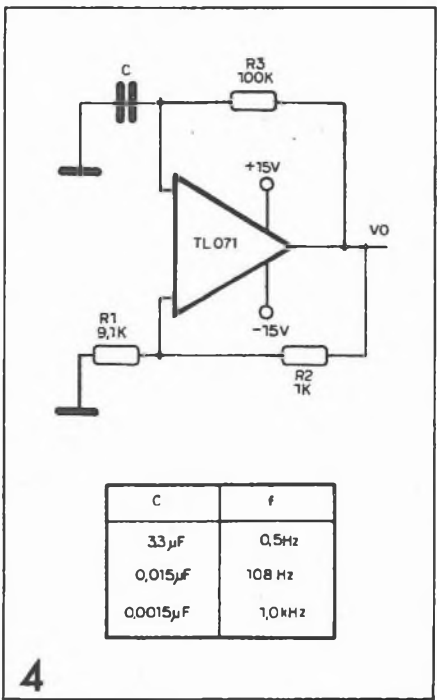 C
R3
100K
+15V
TL071
VO
-15V
R1
9,1K
R2
1K
C f
3.3µF 0,5Hz
0,015µF 108 Hz
0,0015µF 1,0kHz
4